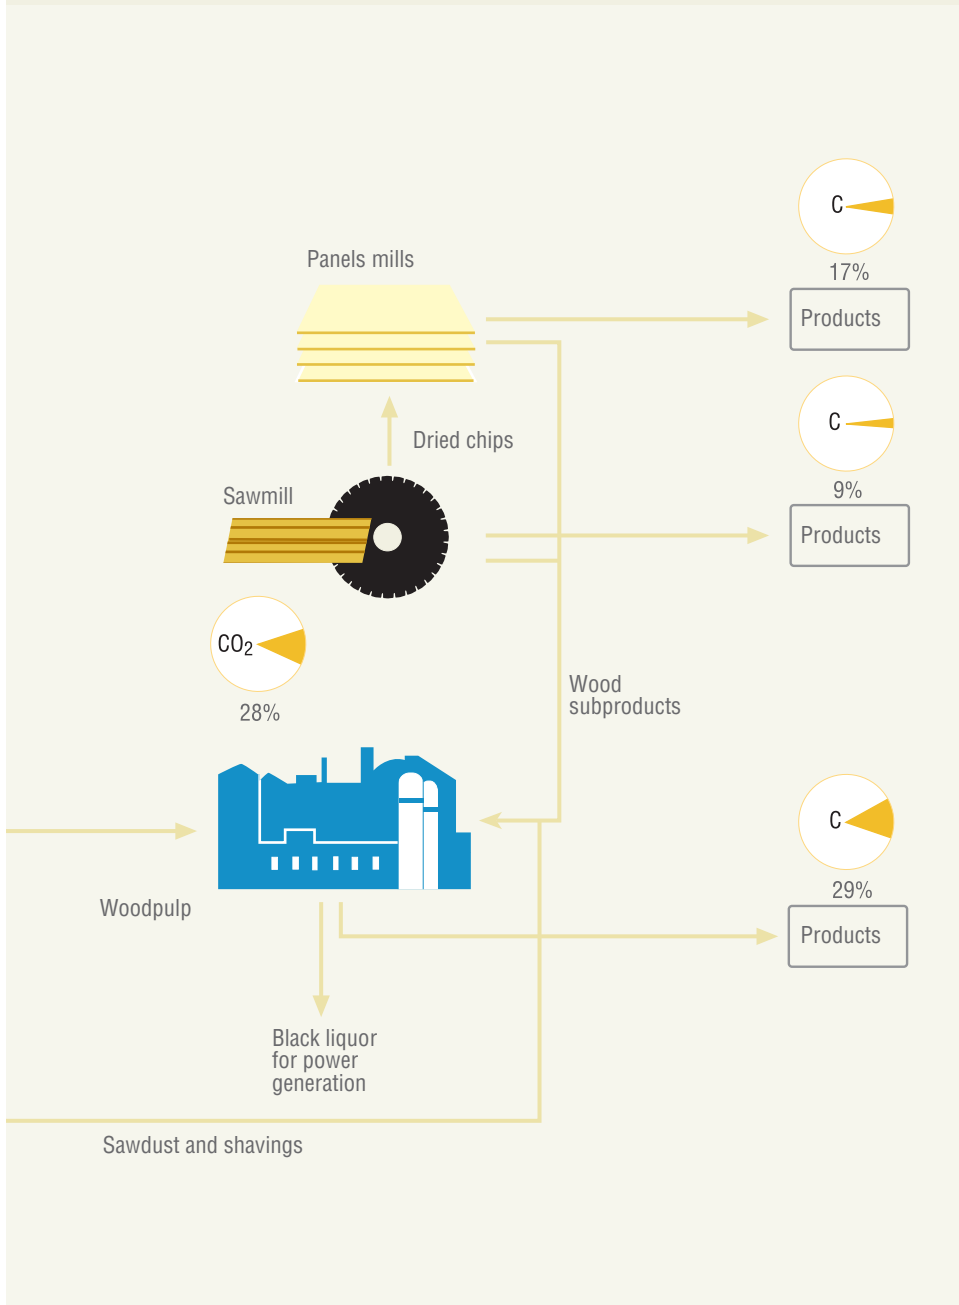 C
17%
Panels mills
Products
C
Dried chips
9%
Sawmill
Products
CO₂
28%
Wood
subproducts
C
29%
Woodpulp
Products
Black liquor
for power
generation
Sawdust and shavings